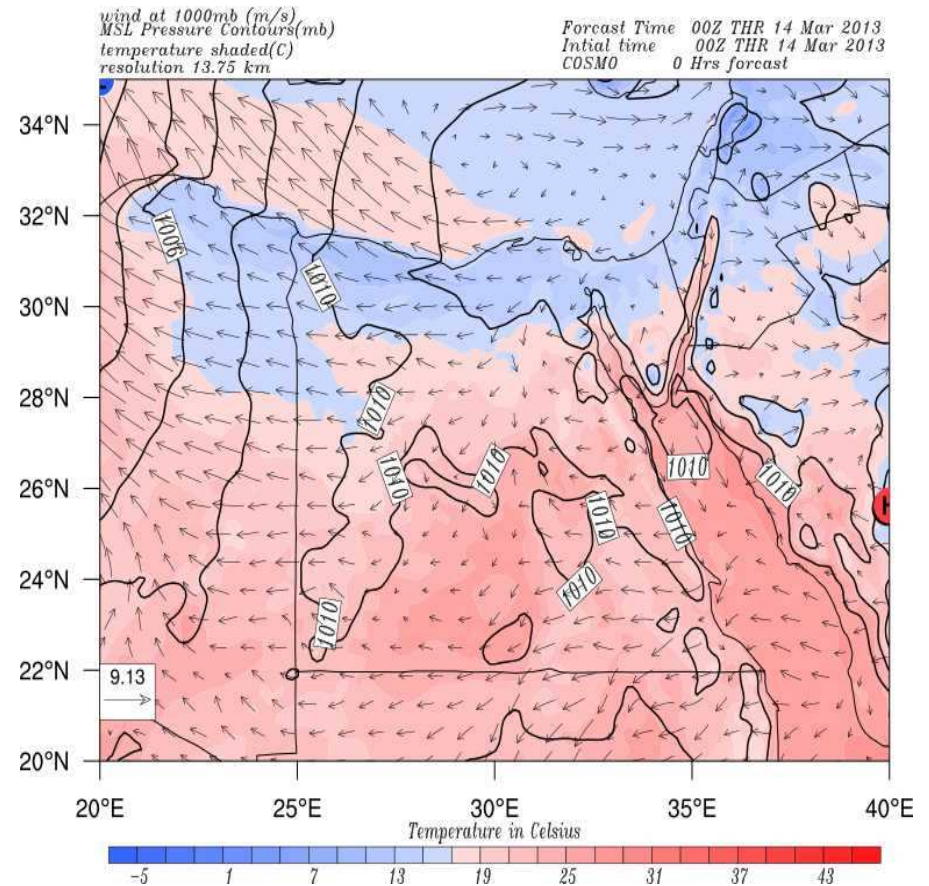 wind at 1000mb (m/s)
MSL Pressure Contours(mb)
temperature shaded(C)
resolution 13.75 km
Forcast Time 00Z THR 14 Mar 2013
Intial time 00Z THR 14 Mar 2013
COSMO 0 Hrs forcast
34°N
32°N
1006
1010
30°N
28°N
1010
1010
1010
1010
1010
26°N
1010
1010
H
24°N
1010
1010
22°N
9.13
20°N
20°E 25°E 30°E 35°E 40°E
Temperature in Celsius
-5 1 7 13 19 25 31 37 43